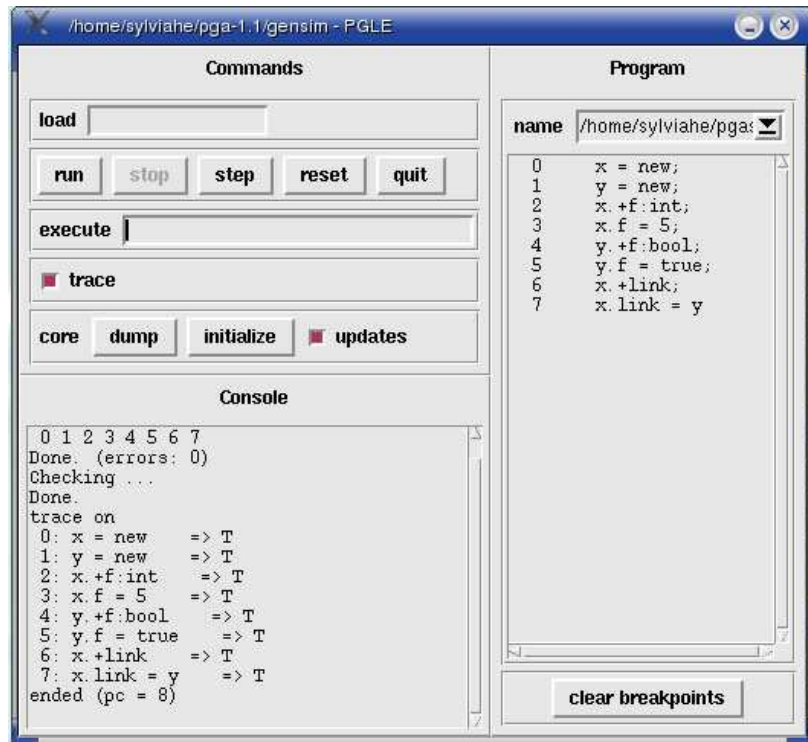 /home/sylviahe/pga-1.1/gensim - PGLE
Commands
load
run stop step reset quit
execute
trace
core dump initialize updates
Console
0 1 2 3 4 5 6 7
Done. (errors: 0)
Checking ...
Done.
trace on
0: x = new => T
1: y = new => T
2: x.+f:int => T
3: x.f = 5 => T
4: y.+f:bool => T
5: y.f = true => T
6: x.+link => T
7: x.link = y => T
ended (pc = 8)
Program
name /home/sylviahe/pgas
0 x = new;
1 y = new;
2 x.+f:int;
3 x.f = 5;
4 y.+f:bool;
5 y.f = true;
6 x.+link;
7 x.link = y
clear breakpoints